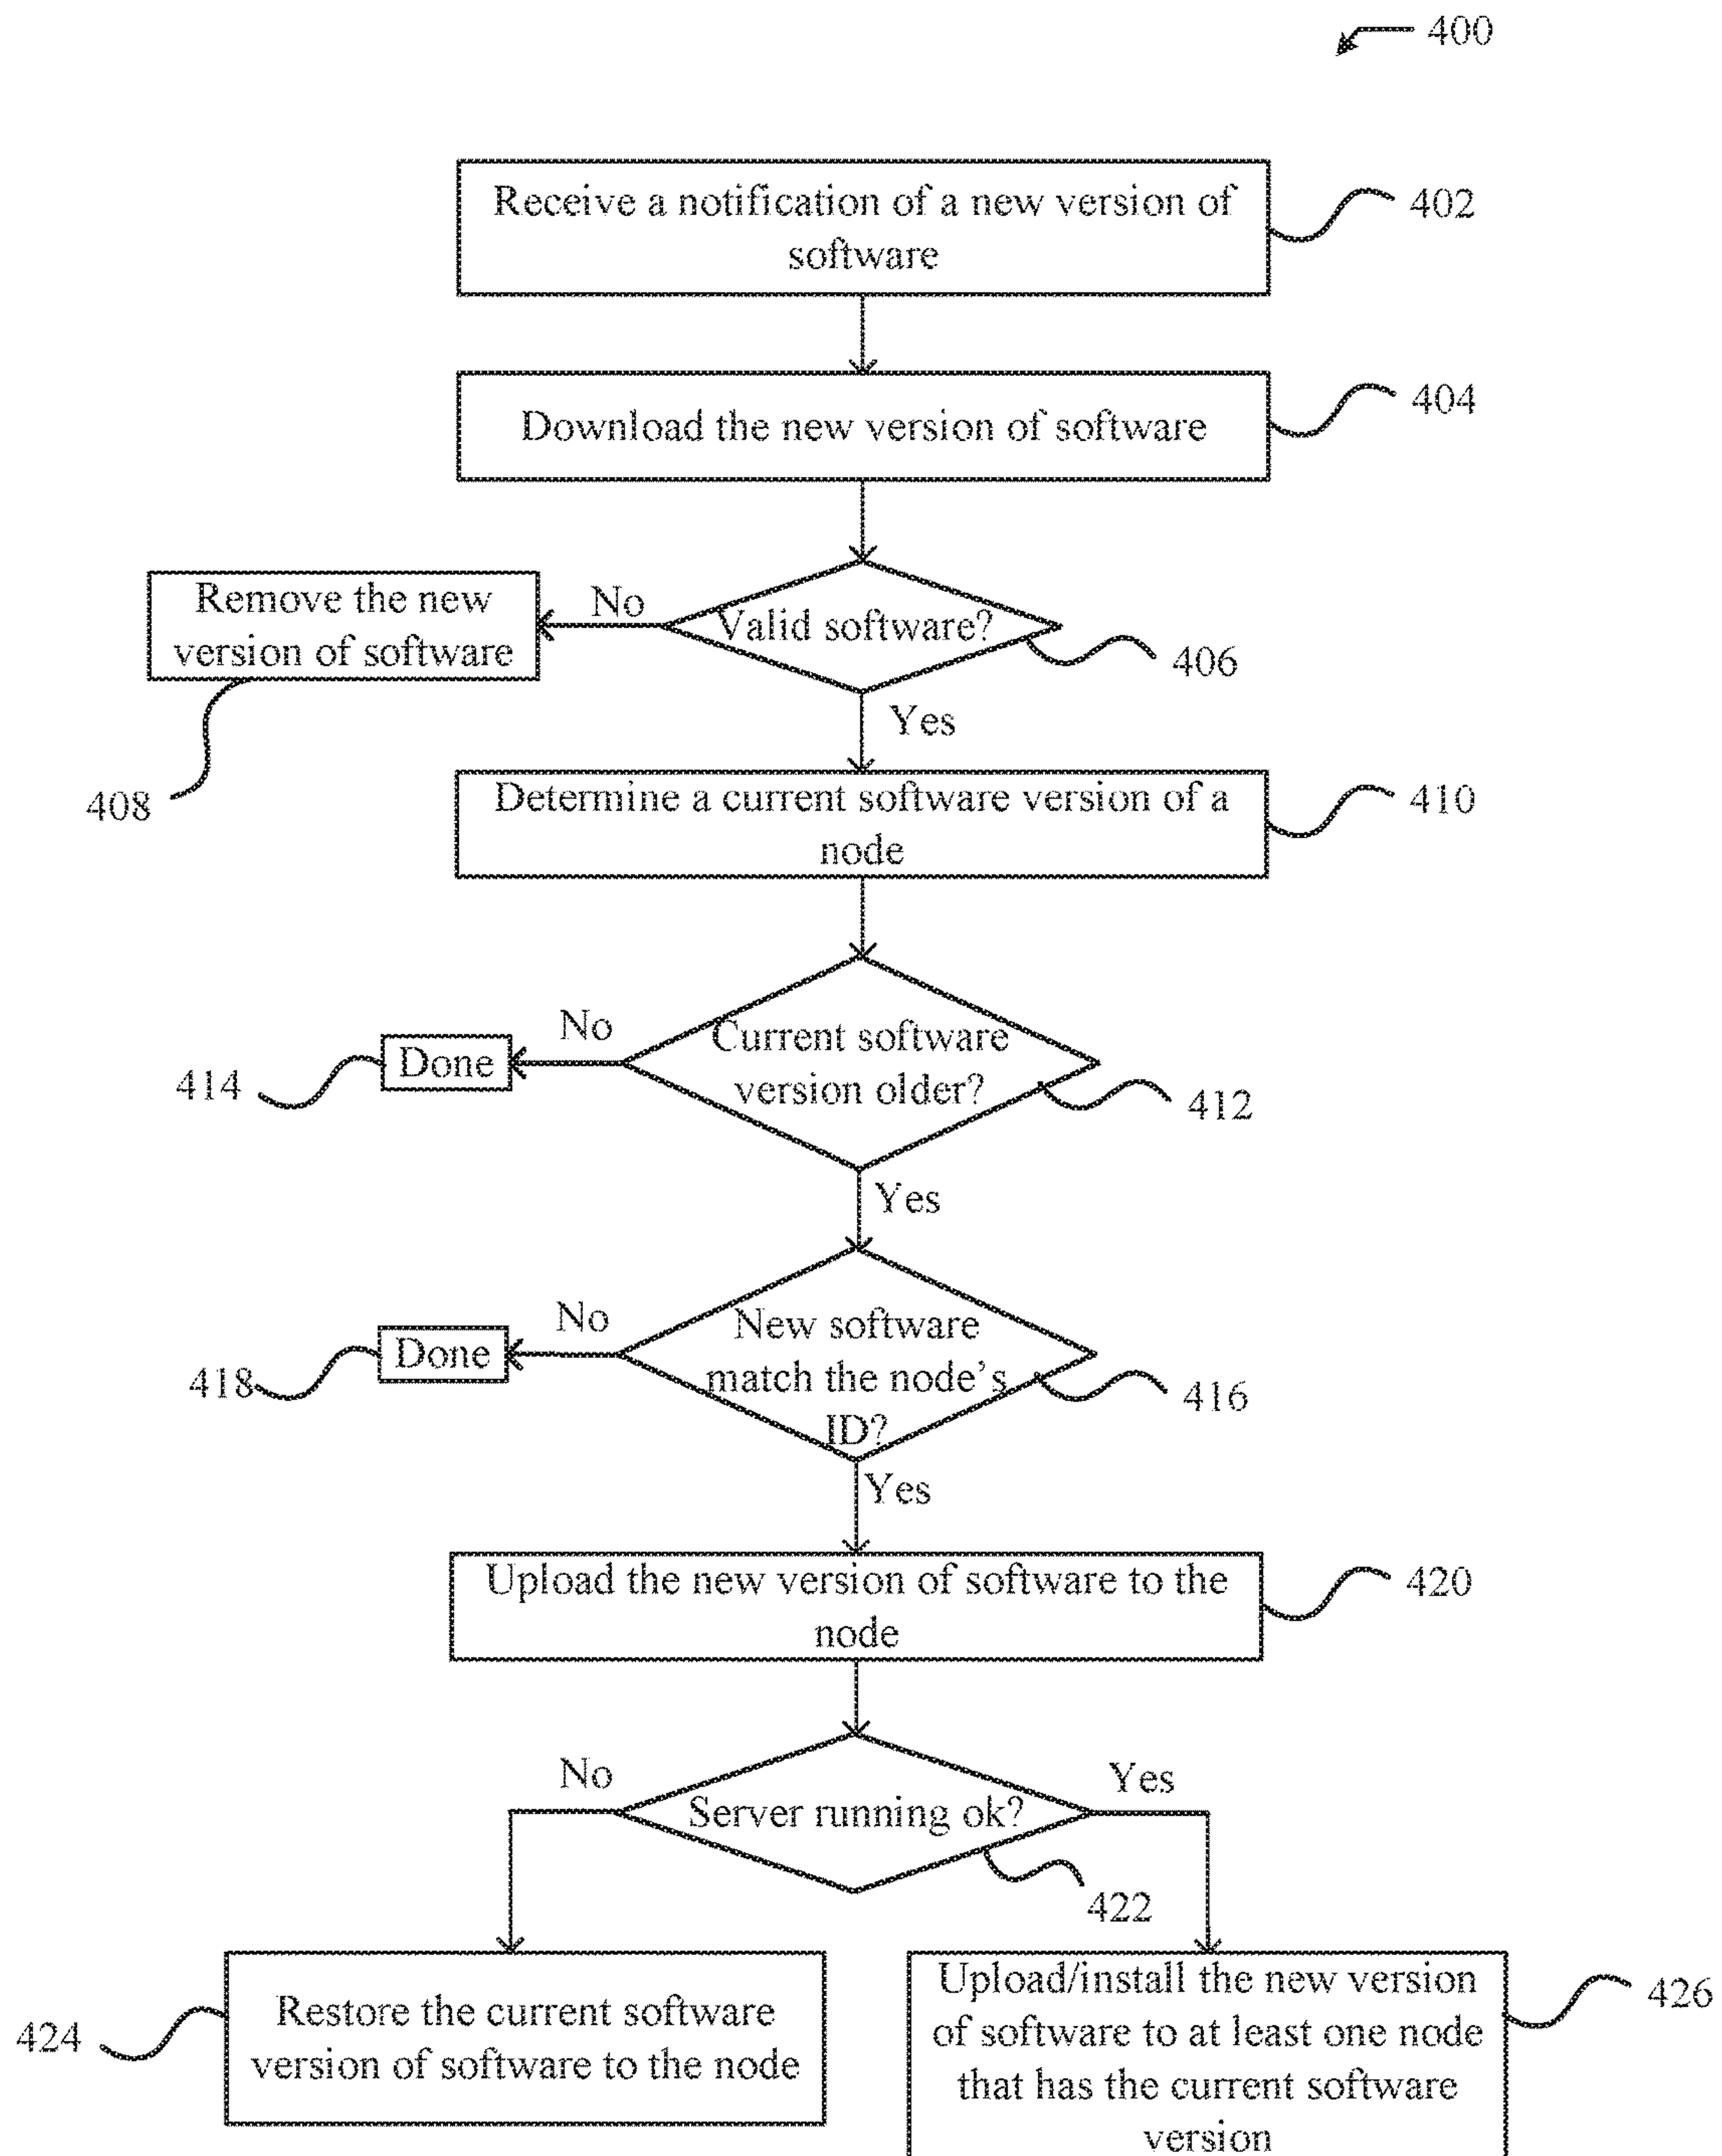 400
Receive a notification of a new version of
software
402
Download the new version of software
404
Valid software?
406
No
Remove the new
version of software
408
Yes
Determine a current software version of a
node
410
Current software
version older?
412
No
Done
414
Yes
New software
match the node's
ID?
416
No
Done
418
Yes
Upload the new version of software to the
node
420
Server running ok?
422
No
Yes
Restore the current software
version of software to the node
424
Upload/install the new version
of software to at least one node
that has the current software
version
426